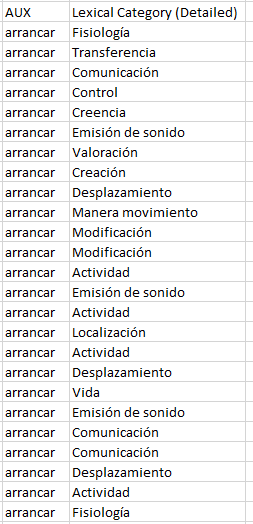 AUX Lexical Category (Detailed)
arrancar Fisiología
arrancar Transferencia
arrancar Comunicación
arrancar Control
arrancar Creencia
arrancar Emisión de sonido
arrancar Valoración
arrancar Creación
arrancar Desplazamiento
arrancar Manera movimiento
arrancar Modificación
arrancar Modificación
arrancar Actividad
arrancar Emisión de sonido
arrancar Actividad
arrancar Localización
arrancar Actividad
arrancar Desplazamiento
arrancar Vida
arrancar Emisión de sonido
arrancar Comunicación
arrancar Comunicación
arrancar Desplazamiento
arrancar Actividad
arrancar Fisiología